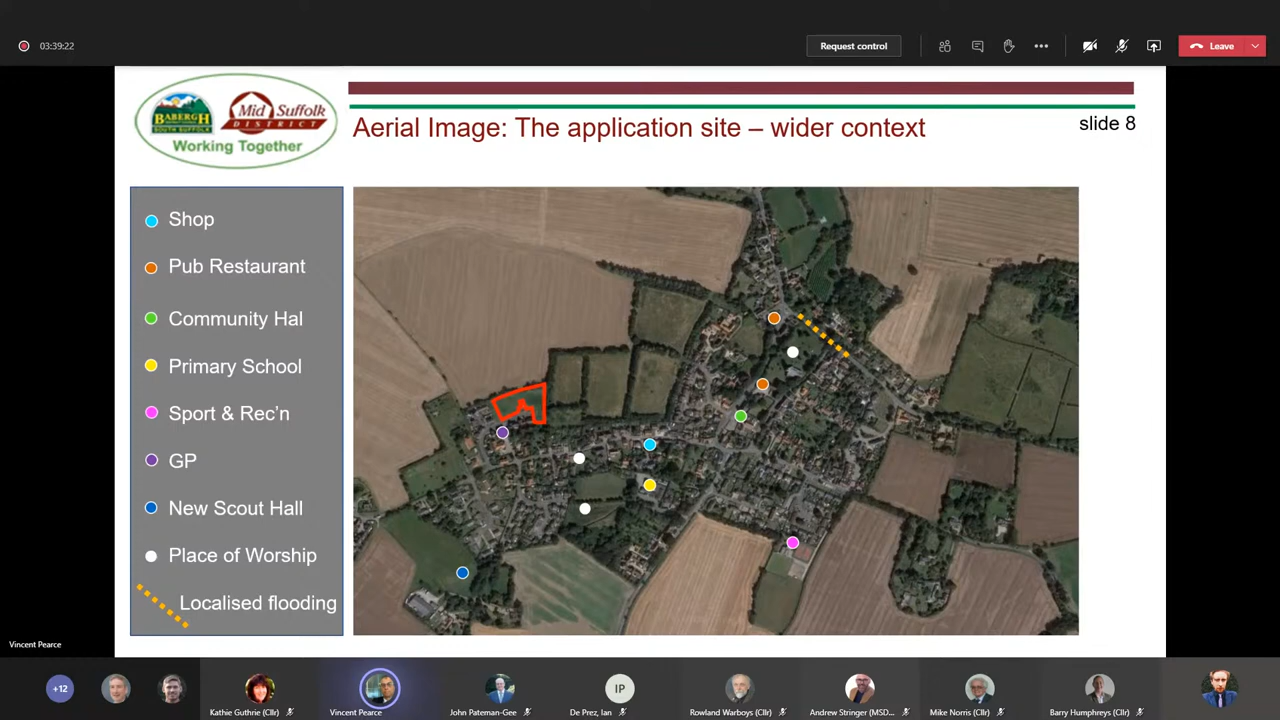 03:39:22
Request control
Leave
BABERGH
SOUTH SUFFOLK
Mid Suffolk
DISTRICT
Working Together
Aerial Image: The application site – wider context
slide 8
Shop
Pub Restaurant
Community Hal
Primary School
Sport & Rec’n
GP
New Scout Hall
Place of Worship
Localised flooding
Vincent Pearce
+12
IP
Kathie Guthrie (Cllr)
Vincent Pearce
John Pateman-Gee
De Prez, Ian
Rowland Warboys (Cllr)
Andrew Stringer (MSD...
Mike Norris (Cllr)
Barry Humphreys (Cllr)